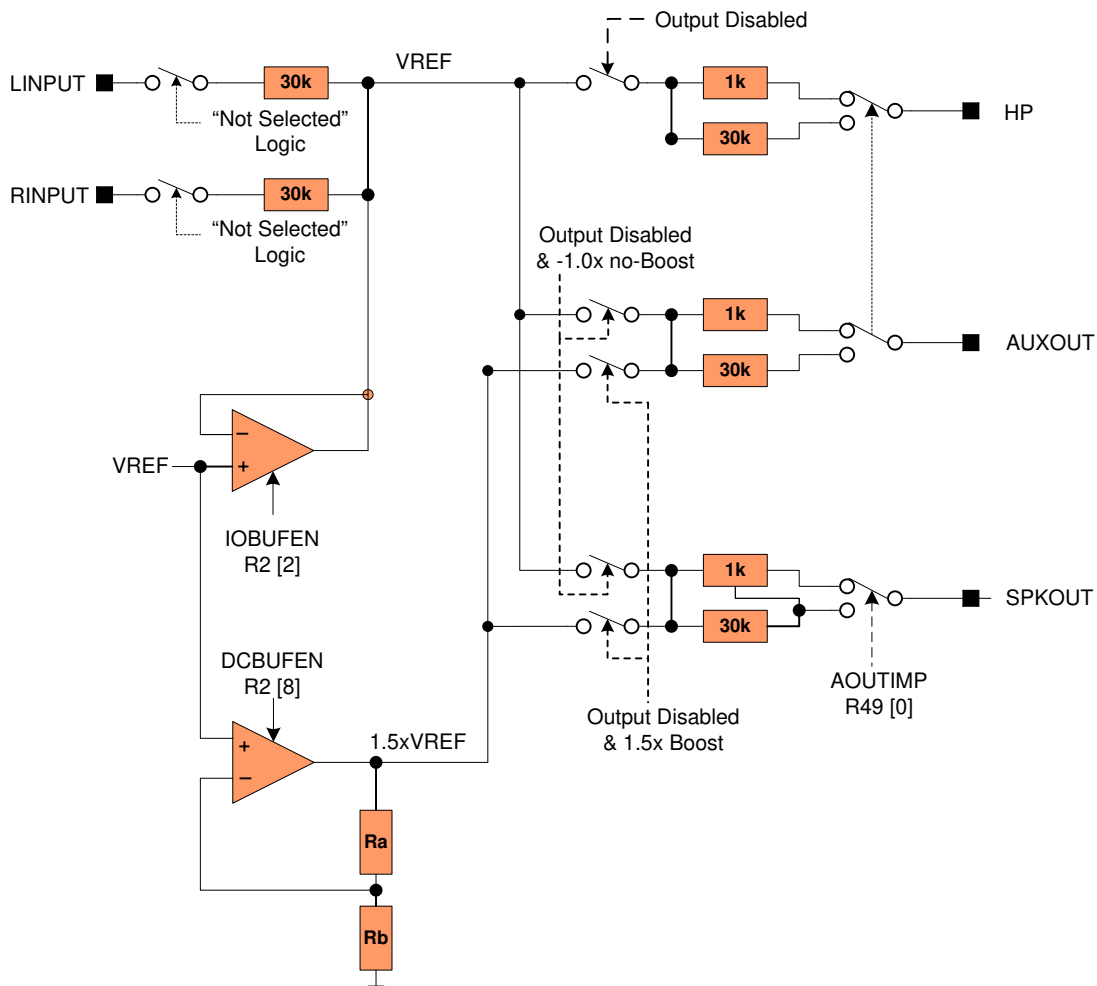 Output Disabled
LINPUT
30k
VREF
1k
HP
"Not Selected"
Logic
30k
RINPUT
30k
"Not Selected"
Logic
Output Disabled
& -1.0x no-Boost
1k
AUXOUT
30k
−
VREF
+
IOBUFEN
R2 [2]
1k
SPKOUT
30k
DCBUFEN
R2 [8]
AOUTIMP
R49 [0]
Output Disabled
& 1.5x Boost
1.5xVREF
+
−
Ra
Rb